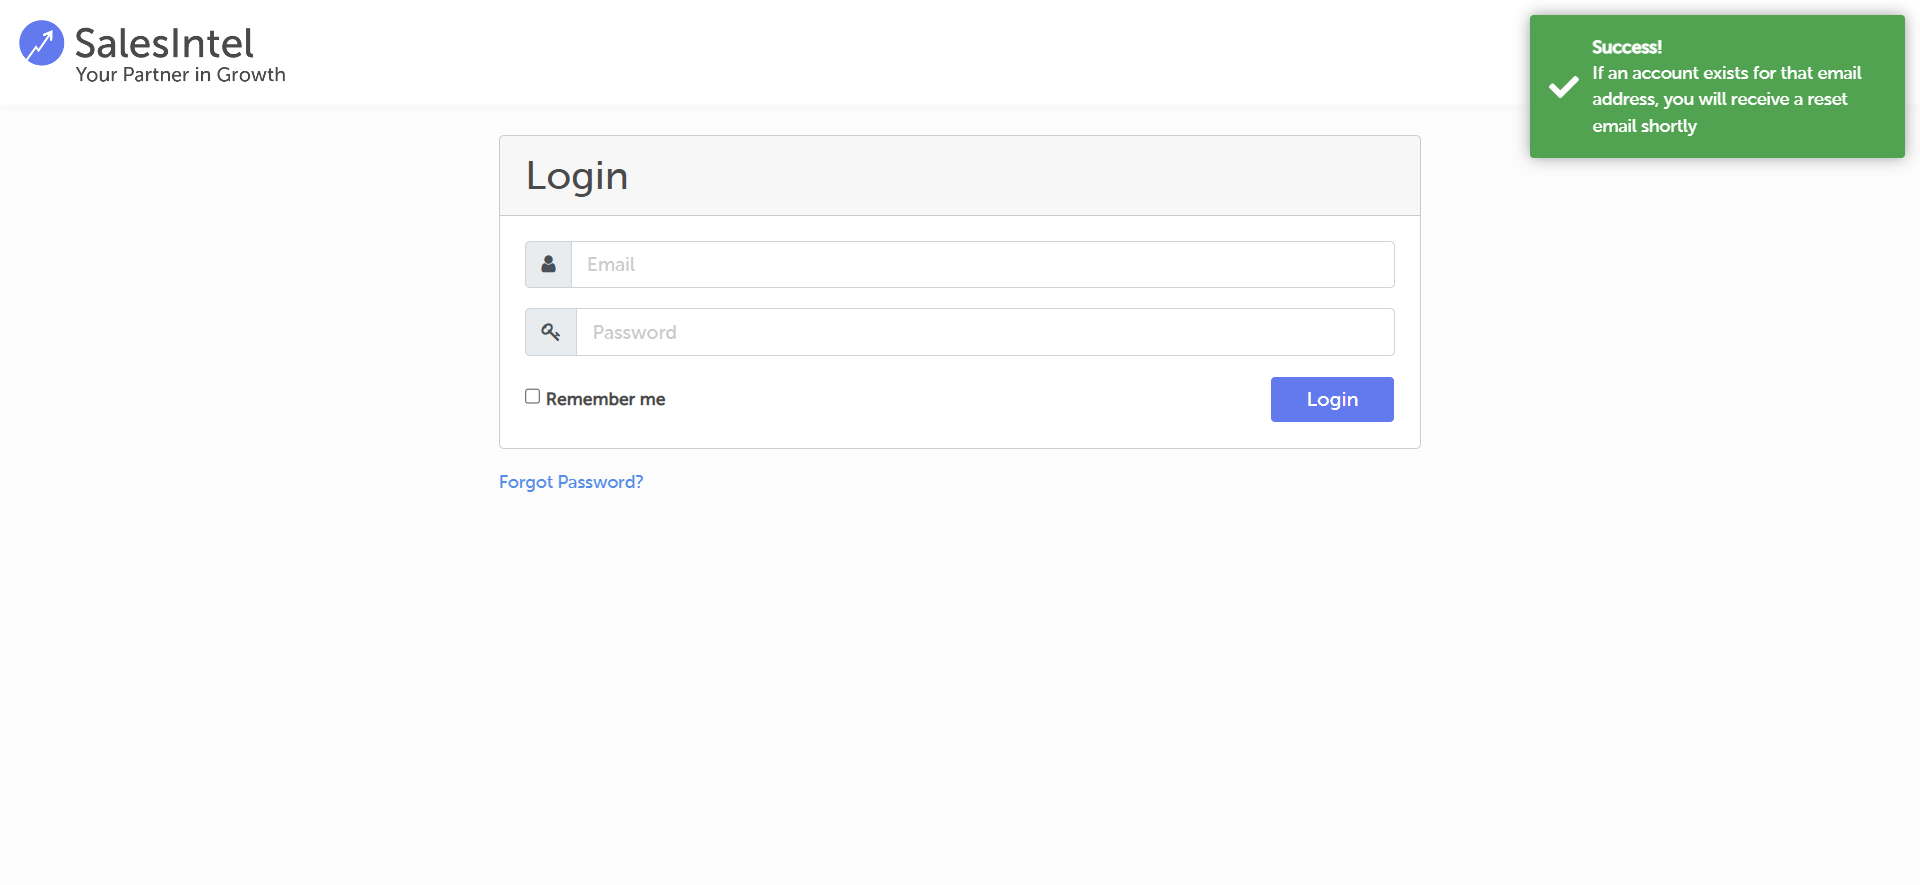 SalesIntel
Your Partner in Growth
Success!
If an account exists for that email
address, you will receive a reset
email shortly
Login
Email
Password
Remember me
Login
Forgot Password?